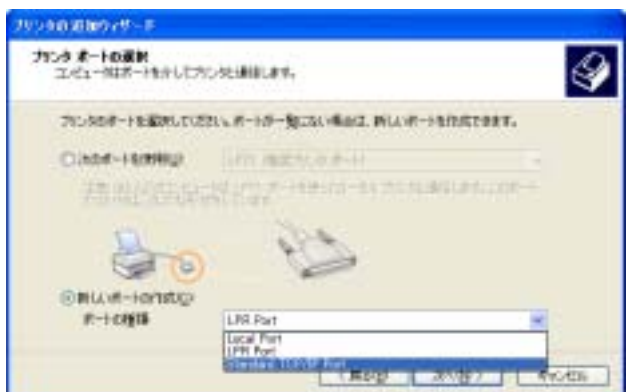 プリンタの追加ウィザード
プリンタ ポートの選択
コンピュータはポートを介してプリンタと通信します。
プリンタのポートを選択してください。ポートが一覧にない場合は、新しいポートを作成できます。
次のポートを使用(U)
新しいポートの作成(C)
ポートの種類
LPR Port
Local Port
LPR Port
Standard TCP/IP Port
< 戻る(B)
次へ(N) >
キャンセル